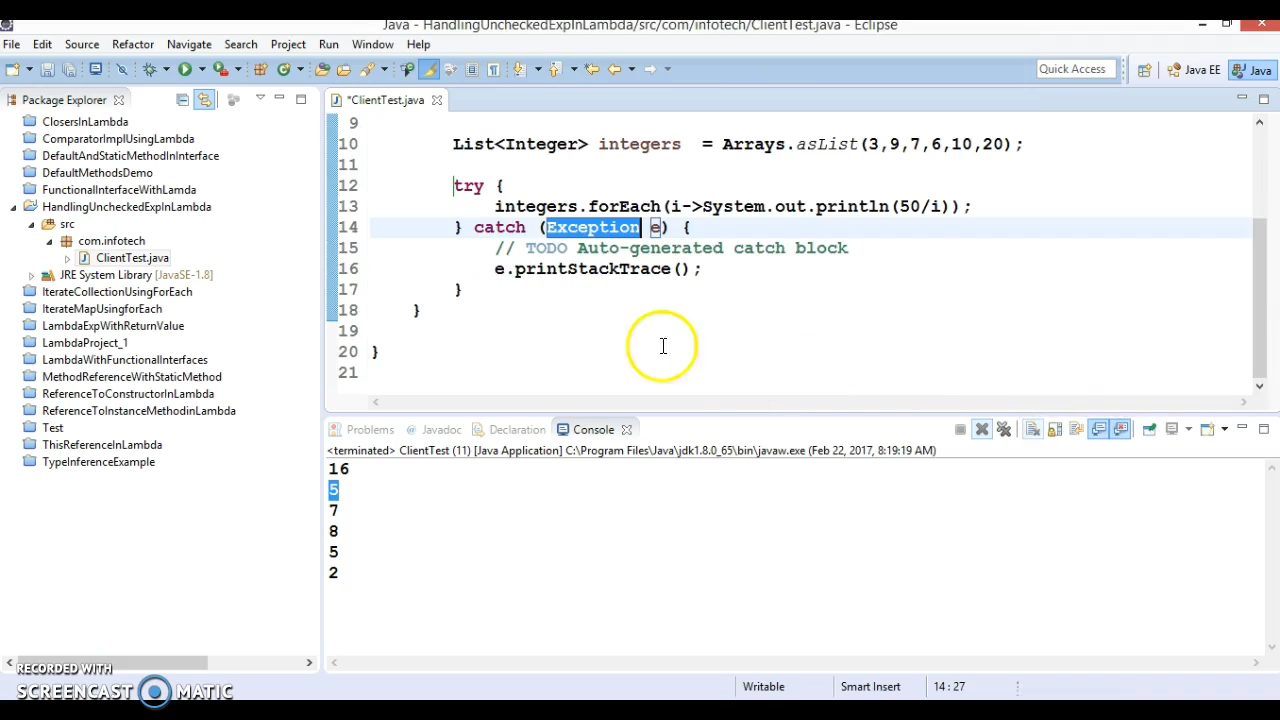 Java - HandlingUncheckedExpInLambda/src/com/infotech/ClientTest.java - Eclipse
File Edit Source Refactor Navigate Search Project Run Window Help
Quick Access Java EE Java
Package Explorer
ClosersInLambda
ComparatorImplUsingLambda
DefaultAndStaticMethodInInterface
DefaultMethodsDemo
FunctionalInterfaceWithLamda
HandlingUncheckedExpInLambda
src
com.infotech
ClientTest.java
JRE System Library [JavaSE-1.8]
IterateCollectionUsingForEach
IterateMapUsingforEach
LambdaExpWithReturnValue
LambdaProject_1
LambdaWithFunctionalInterfaces
MethodReferenceWithStaticMethod
ReferenceToConstructorInLambda
ReferenceToInstanceMethodinLambda
Test
ThisReferenceInLambda
TypeInferenceExample
*ClientTest.java
9
10 List<Integer> integers = Arrays.asList(3,9,7,6,10,20);
11
12 try {
13 integers.forEach(i->System.out.println(50/i));
14 } catch (Exception e) {
15 // TODO Auto-generated catch block
16 e.printStackTrace();
17 }
18 }
19
20 }
21
Problems Javadoc Declaration Console
<terminated> ClientTest (11) [Java Application] C:\Program Files\Java\jdk1.8.0_65\bin\javaw.exe (Feb 22, 2017, 8:19:19 AM)
16
5
7
8
5
2
Writable Smart Insert 14 : 27
RECORDED WITH
SCREENCAST MATIC